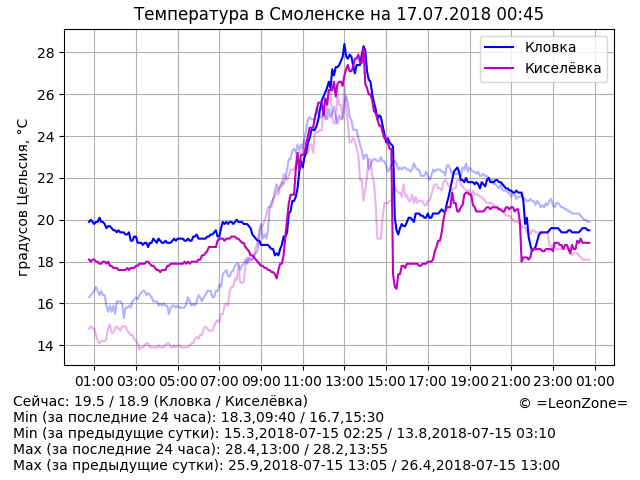 Температура в Смоленске на 17.07.2018 00:45
Кловка
Киселёвка
градусов Цельсия, °C
28
26
24
22
20
18
16
14
01:00 03:00 05:00 07:00 09:00 11:00 13:00 15:00 17:00 19:00 21:00 23:00 01:00
Сейчас: 19.5 / 18.9 (Кловка / Киселёвка)
© =LeonZone=
Min (за последние 24 часа): 18.3,09:40 / 16.7,15:30
Min (за предыдущие сутки): 15.3,2018-07-15 02:25 / 13.8,2018-07-15 03:10
Max (за последние 24 часа): 28.4,13:00 / 28.2,13:55
Max (за предыдущие сутки): 25.9,2018-07-15 13:05 / 26.4,2018-07-15 13:00